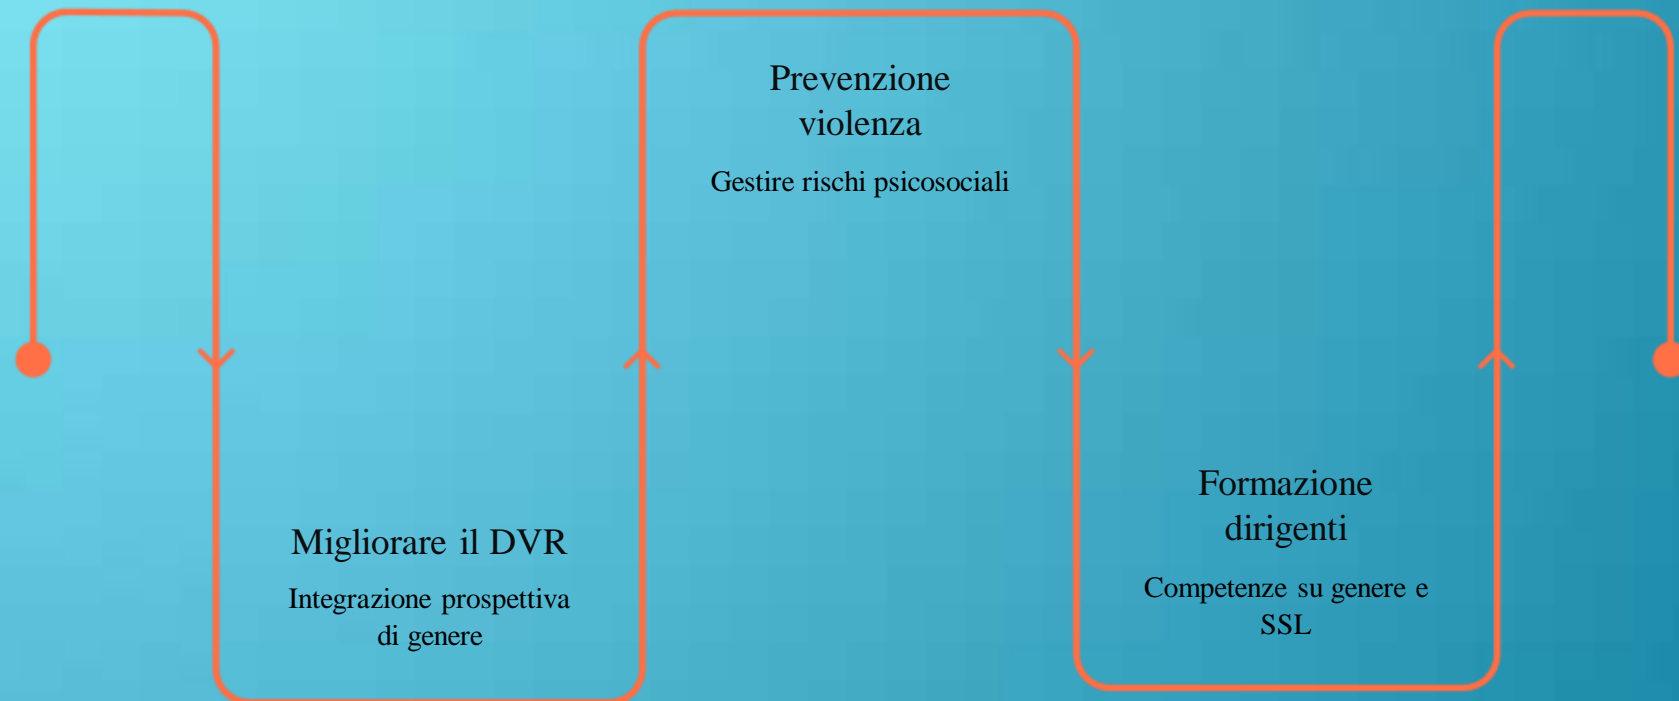 Migliorare il DVR
Integrazione prospettiva
di genere
Prevenzione
violenza
Gestire rischi psicosociali
Formazione
dirigenti
Competenze su genere e
SSL